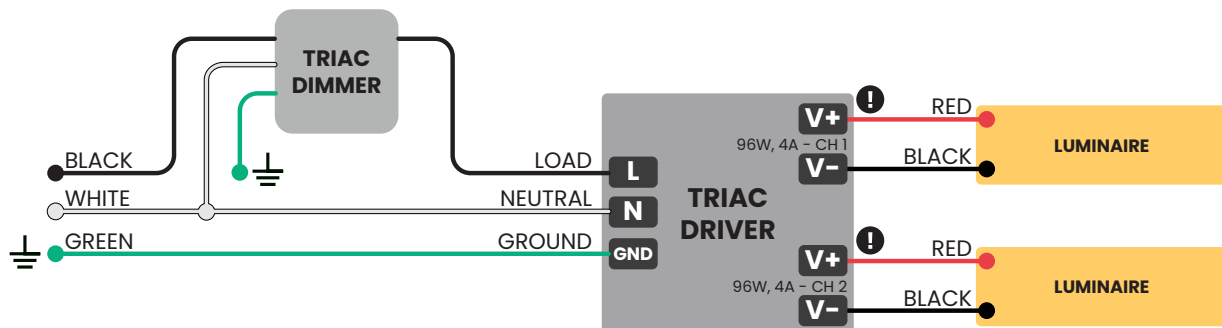 TRIAC
DIMMER
BLACK
WHITE
GREEN
LOAD
NEUTRAL
GROUND
L
N
GND
TRIAC
DRIVER
V+
96W, 4A - CH 1
V-
!
RED
BLACK
LUMINAIRE
V+
96W, 4A - CH 2
V-
!
RED
BLACK
LUMINAIRE